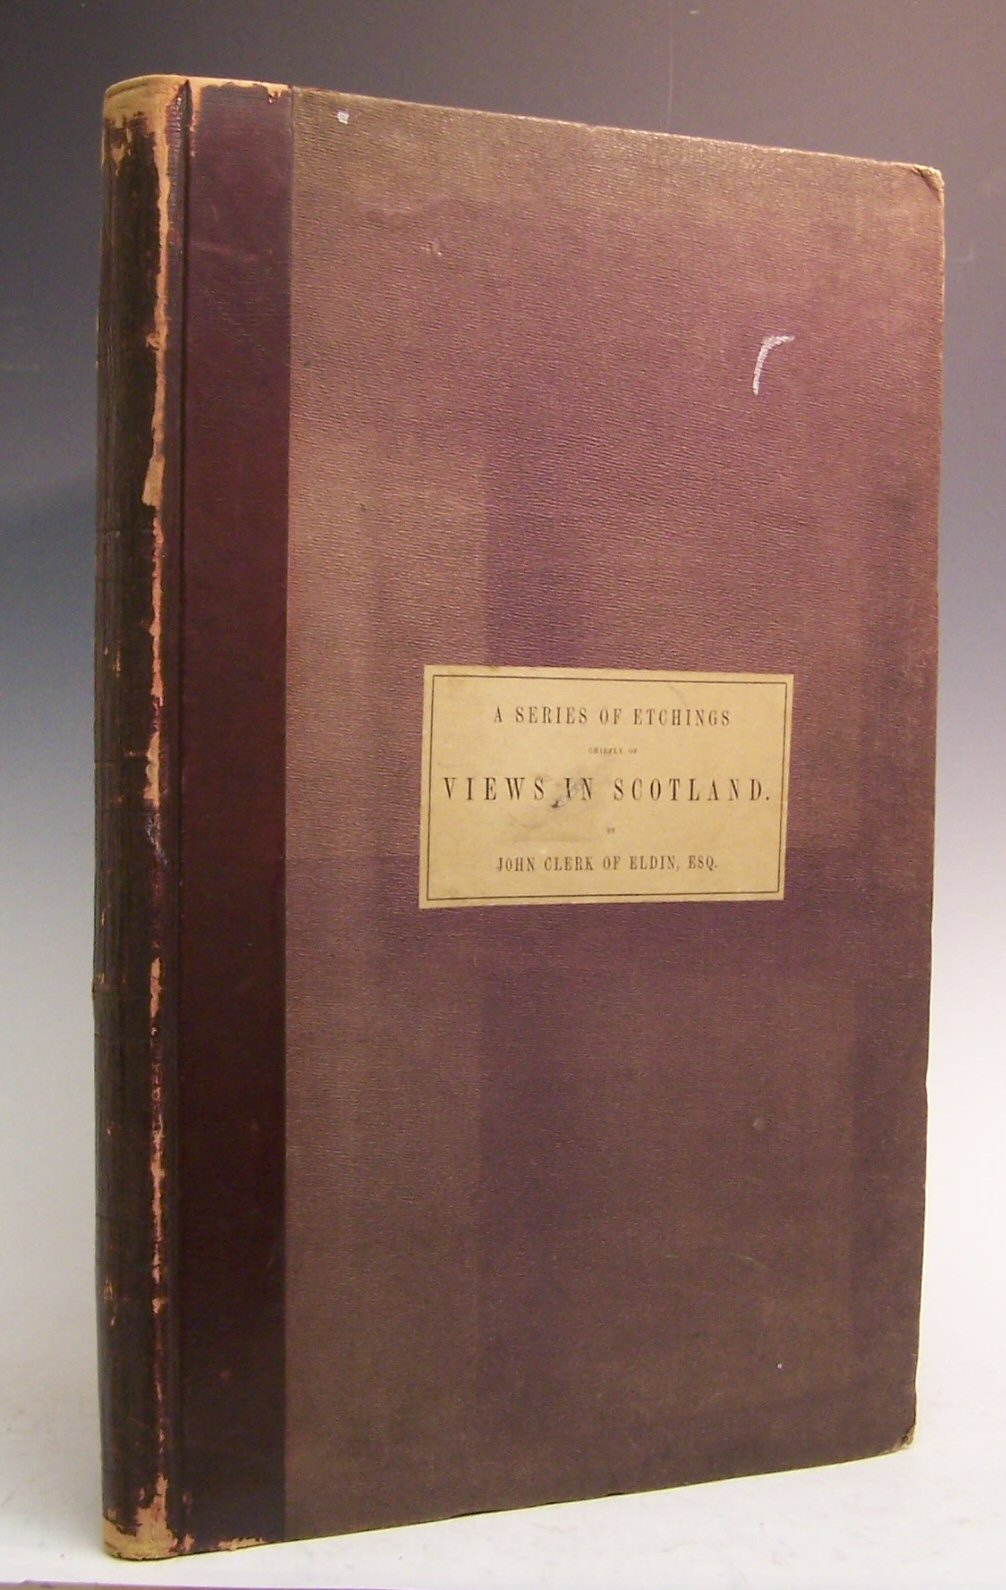 A SERIES OF ETCHINGS
CHIEFLY OF
VIEWS IN SCOTLAND.
BY
JOHN CLERK OF ELDIN, ESQ.